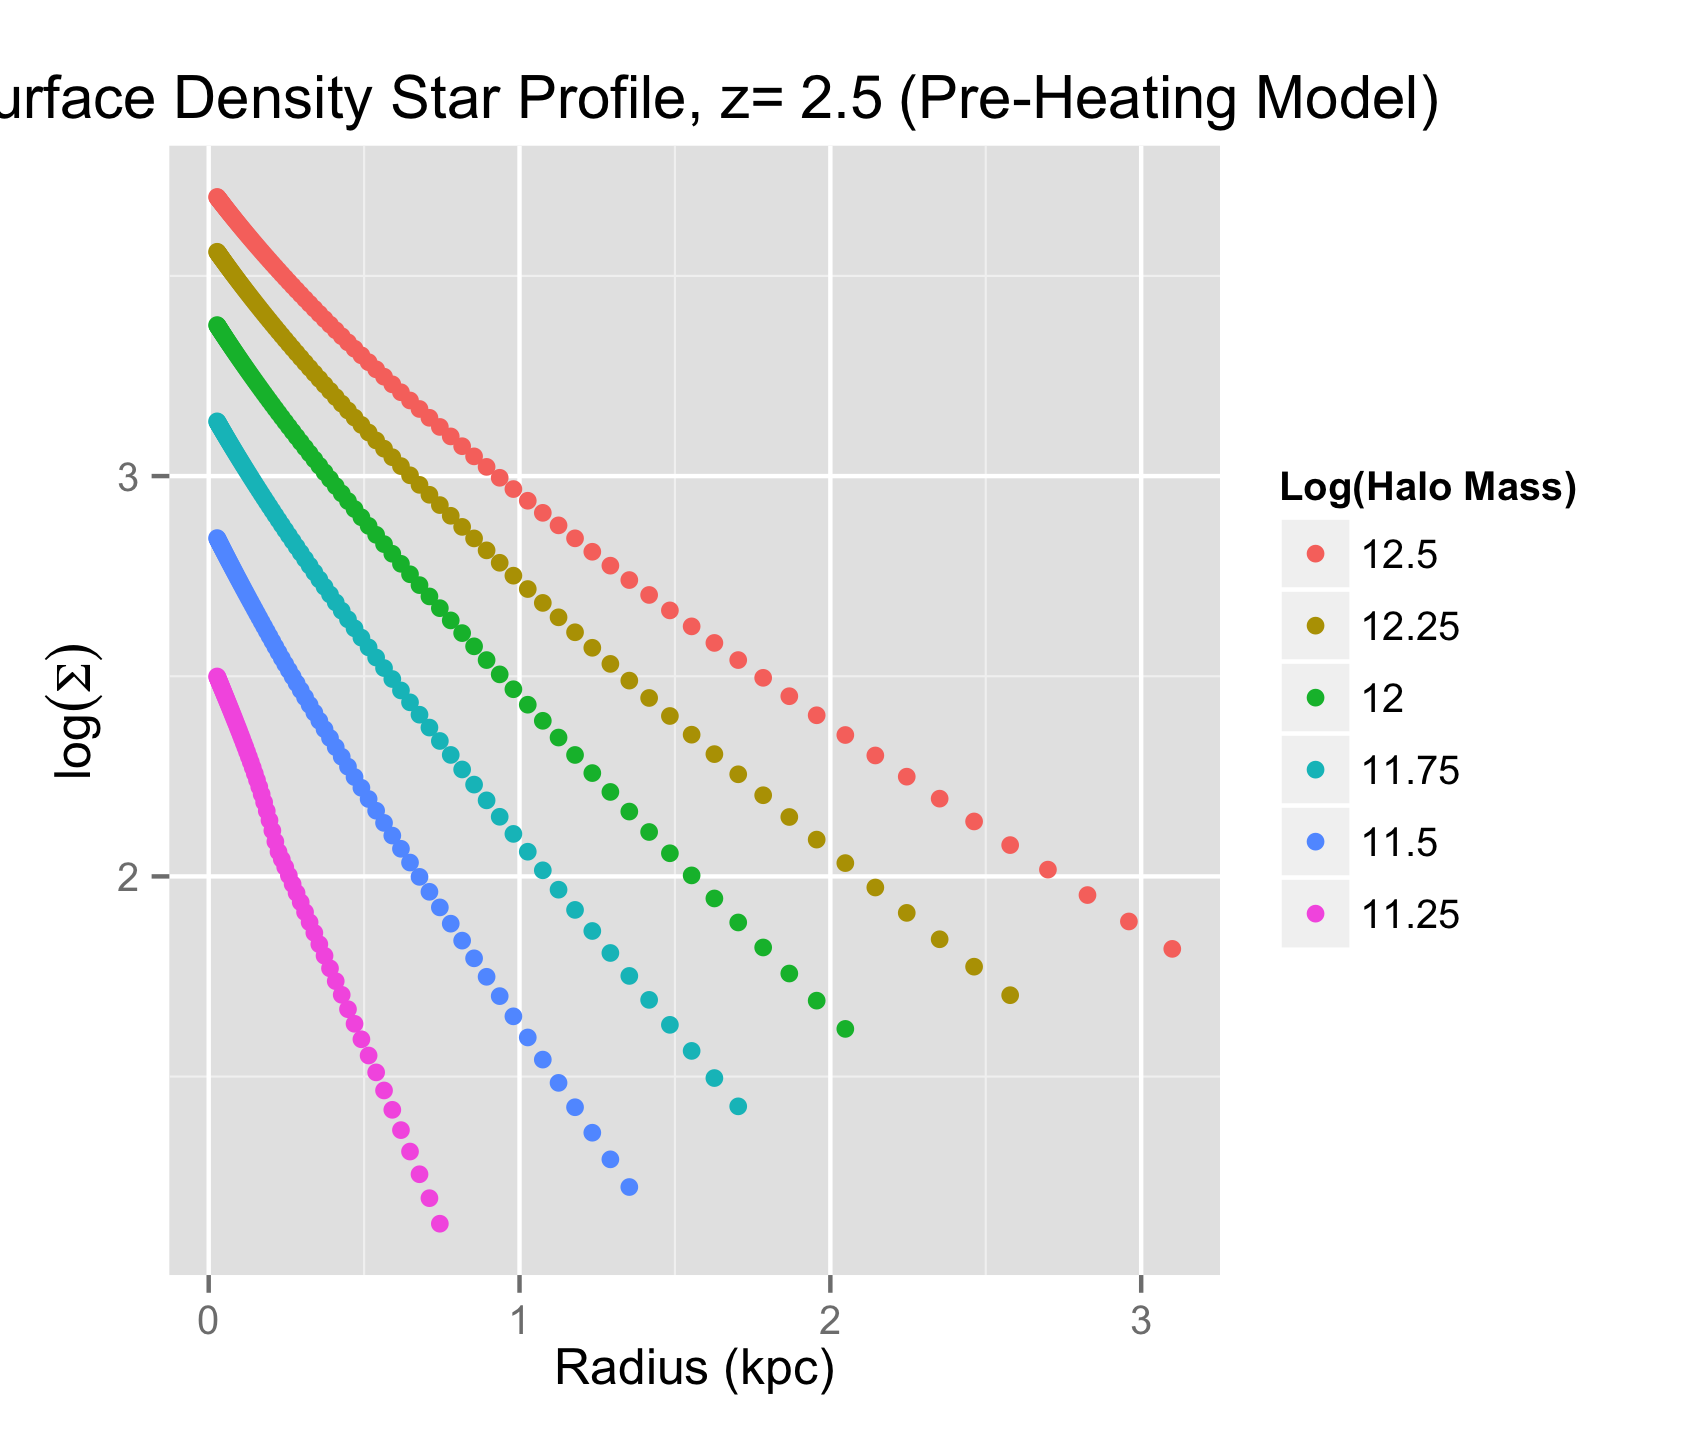 urface Density Star Profile, z= 2.5 (Pre-Heating Model)
log(Σ)
3
2
0 1 2 3
Radius (kpc)
Log(Halo Mass)
12.5
12.25
12
11.75
11.5
11.25